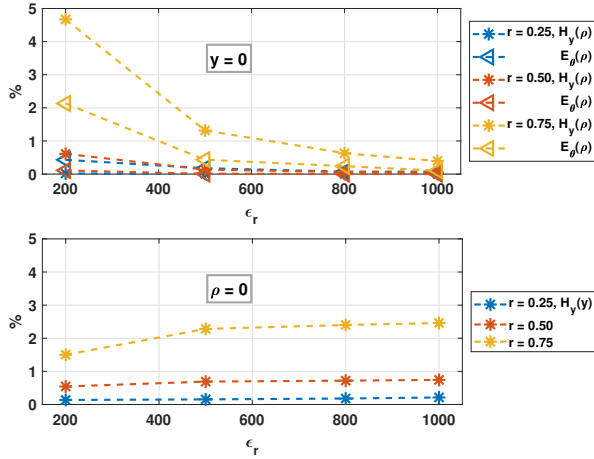 5
4
3
2
1
0
%
y = 0
200
400
600
800
1000
ϵr
r = 0.25, Hy(ρ)
Eθ(ρ)
r = 0.50, Hy(ρ)
Eθ(ρ)
r = 0.75, Hy(ρ)
Eθ(ρ)
5
4
3
2
1
0
%
ρ = 0
200
400
600
800
1000
ϵr
r = 0.25, Hy(y)
r = 0.50
r = 0.75